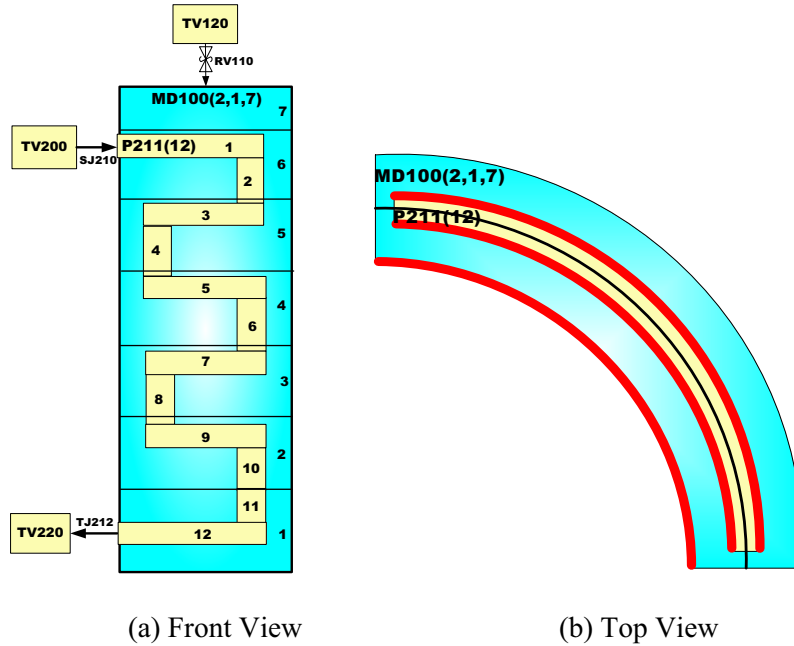 TV120
RV110
MD100(2,1,7)
7
TV200
SJ210
P211(12)
1
6
2
3
5
4
5
4
6
7
3
8
9
2
10
11
TV220
TJ212
12
1
MD100(2,1,7)
P211(12)
(a) Front View
(b) Top View